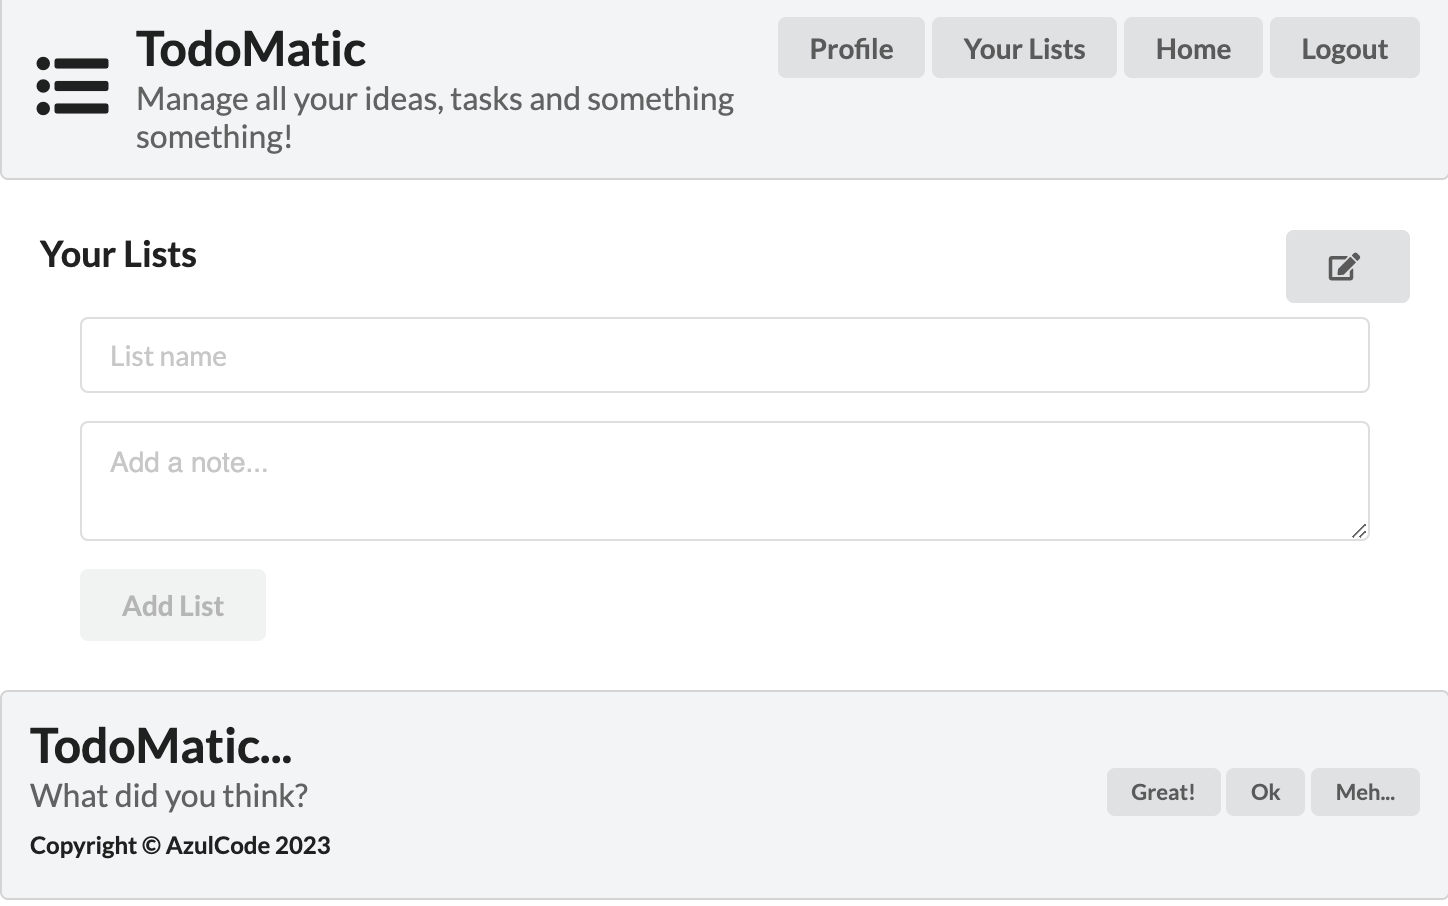 TodoMatic
Manage all your ideas, tasks and something
something!
Profile
Your Lists
Home
Logout
Your Lists
List name
Add a note...
Add List
TodoMatic...
What did you think?
Copyright © AzulCode 2023
Great!
Ok
Meh...